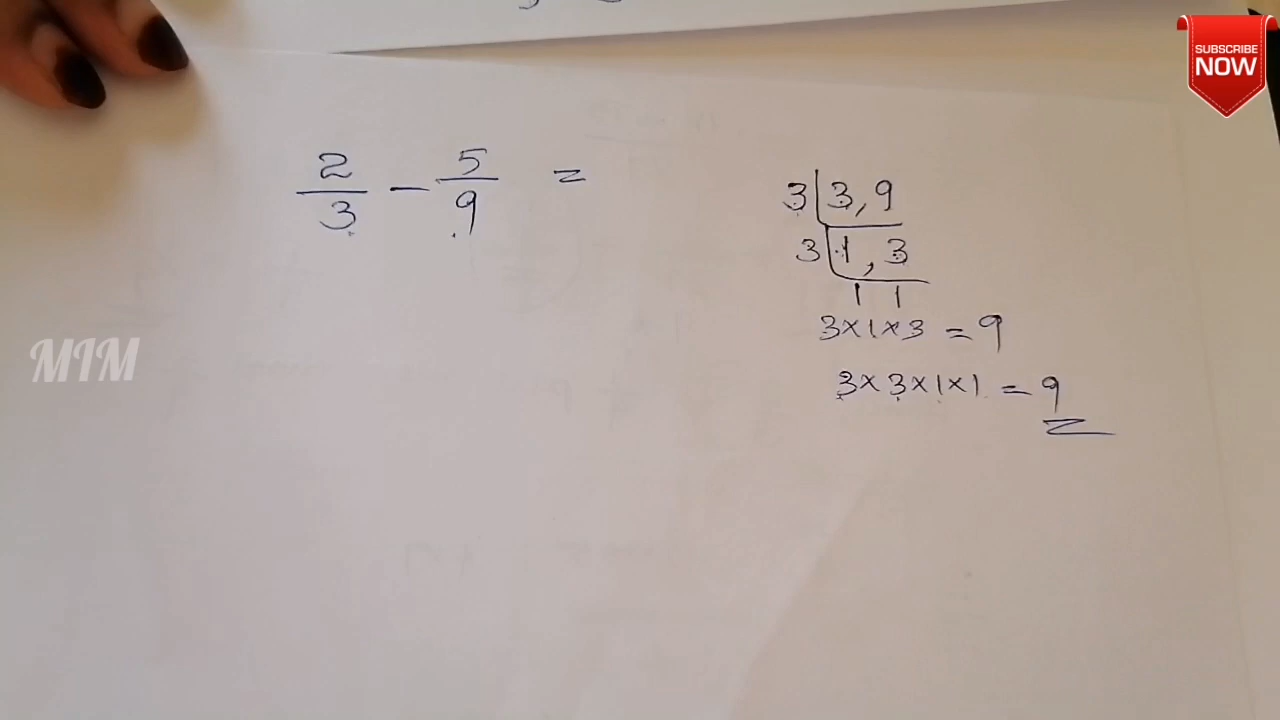 SUBSCRIBE
NOW
2/3 - 5/9 =
3 | 3, 9
3 | 1, 3
1 1
3×1×3 = 9
3×3×1×1 = 9
MIM